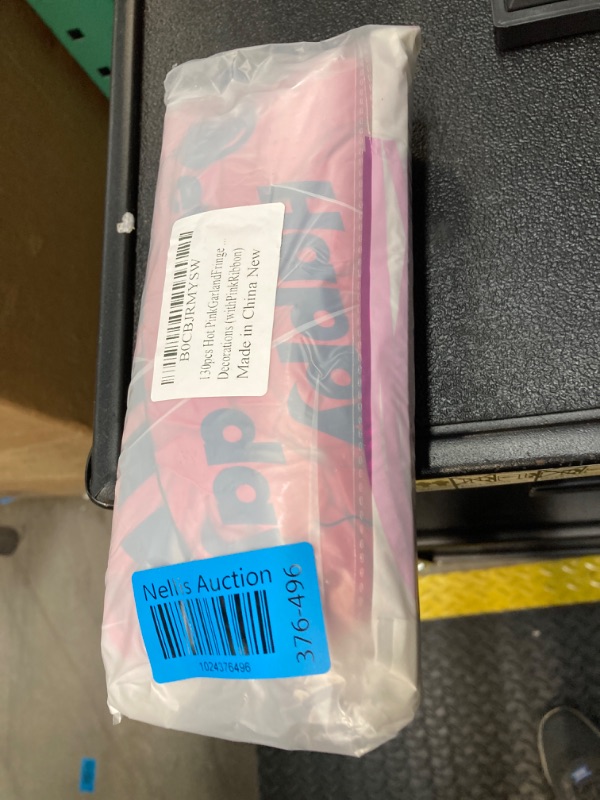 B0CBJRMYSW
130pcs Hot PinkGarlandFringe ...
Decorations (withPinkRibbon)
Made in China New
Happy
Nellis Auction
1024376496
376-496